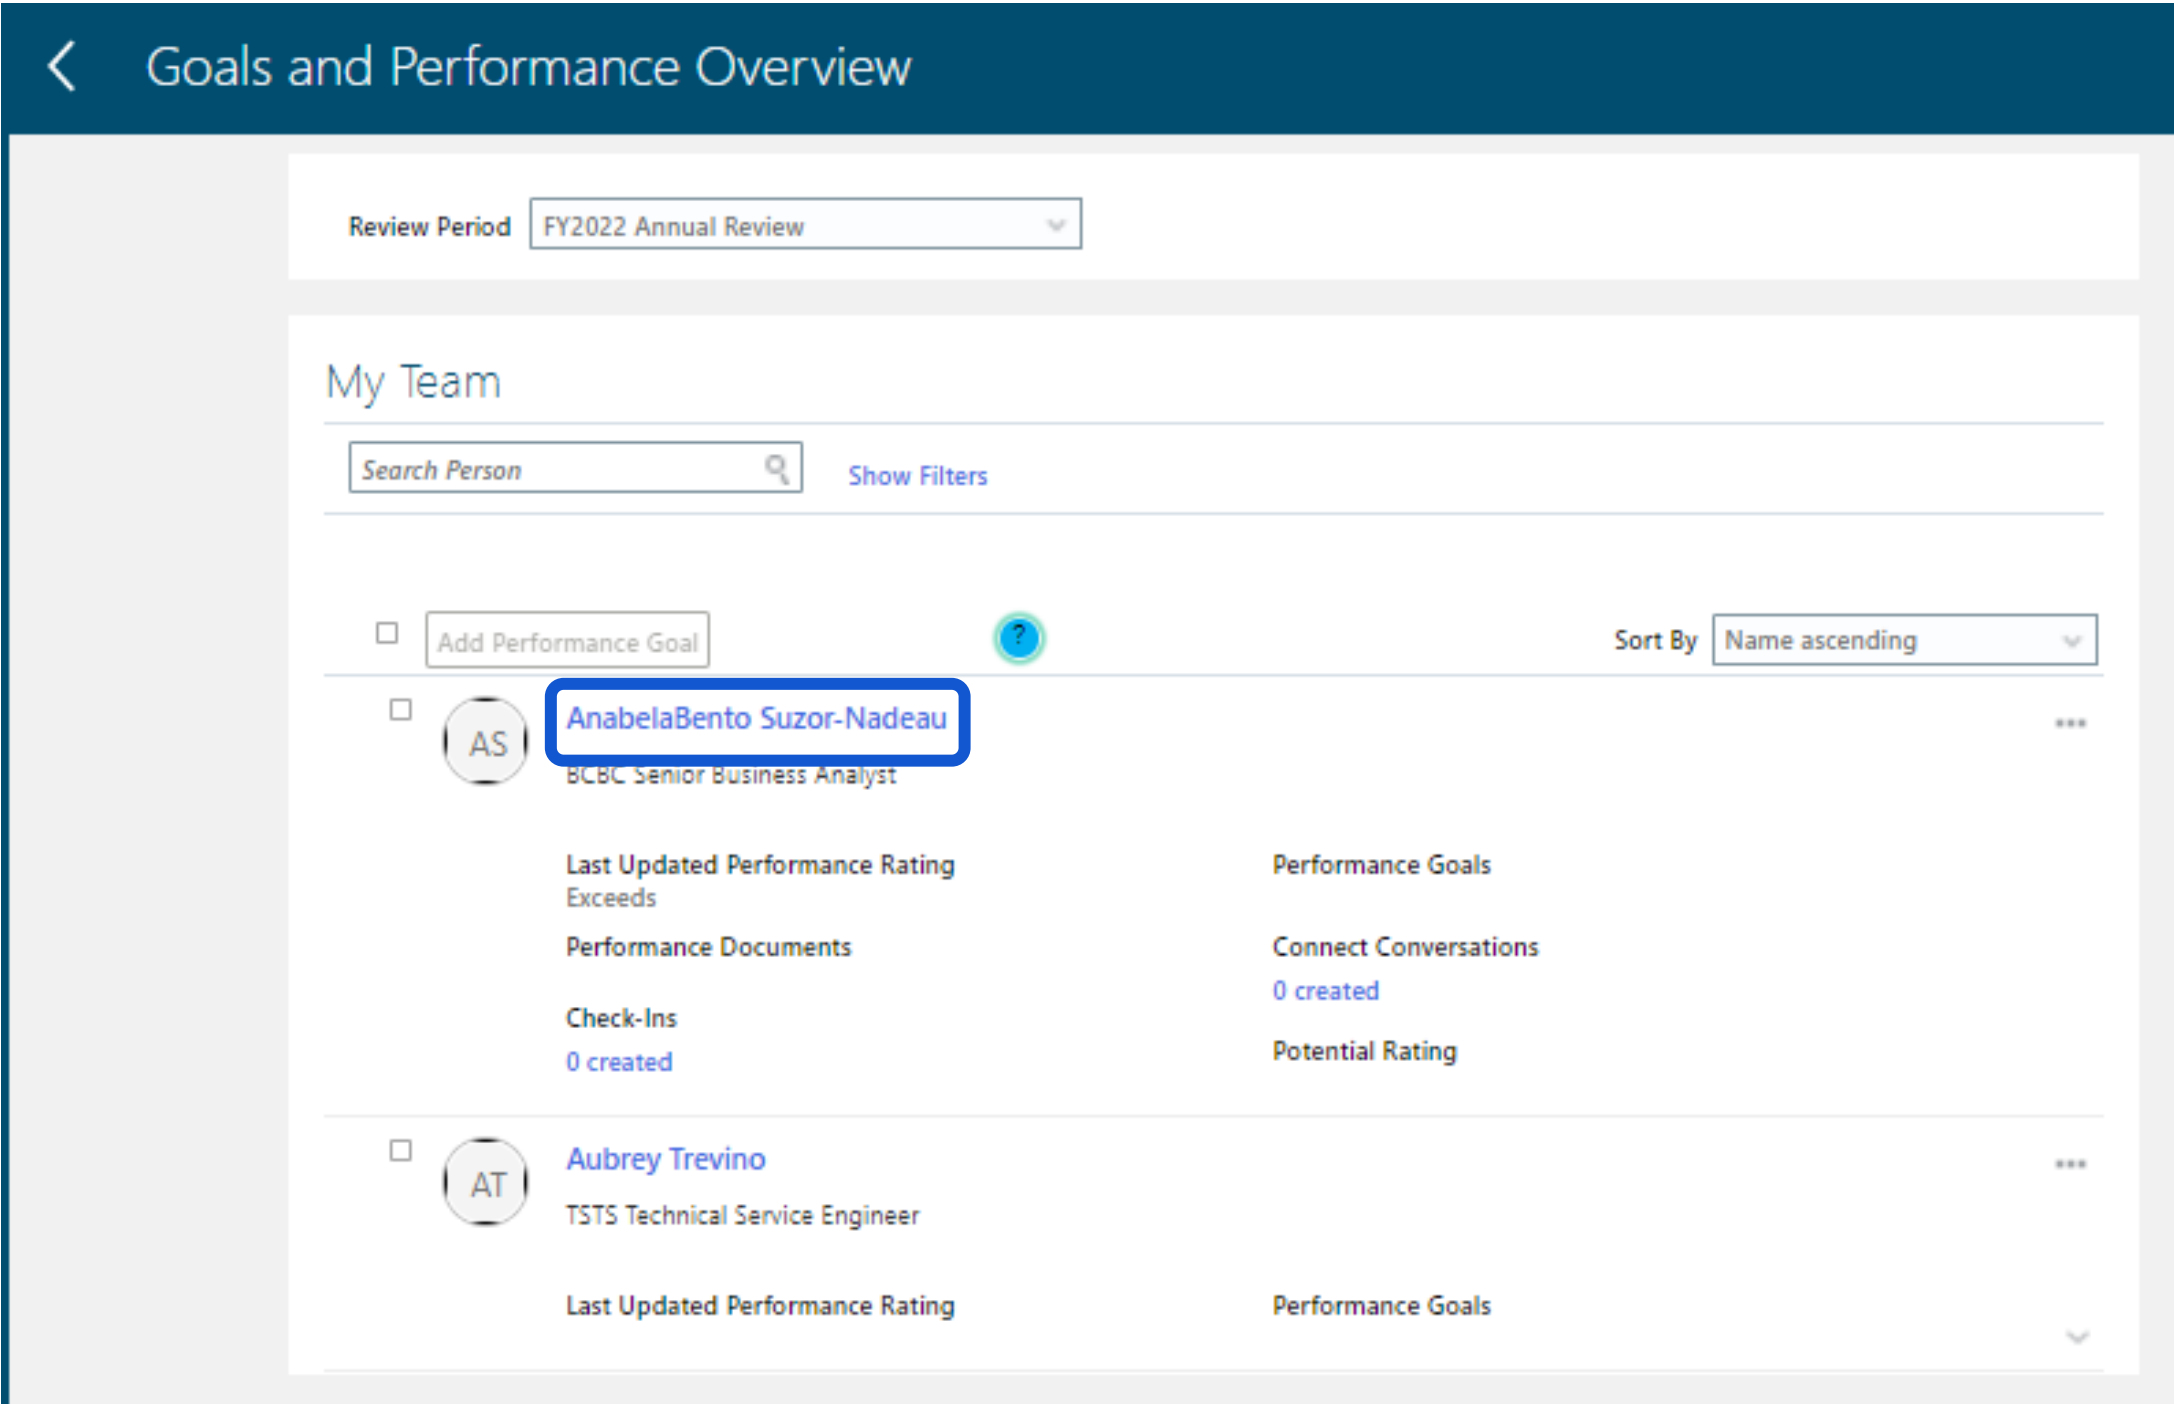 Goals and Performance Overview
Review Period FY2022 Annual Review
My Team
Search Person Show Filters
Add Performance Goal ? Sort By Name ascending
AS AnabelaBento Suzor-Nadeau
BCBC Senior Business Analyst
Last Updated Performance Rating Performance Goals
Exceeds
Performance Documents Connect Conversations
0 created
Check-Ins
0 created
Potential Rating
AT Aubrey Trevino
TSTS Technical Service Engineer
Last Updated Performance Rating Performance Goals